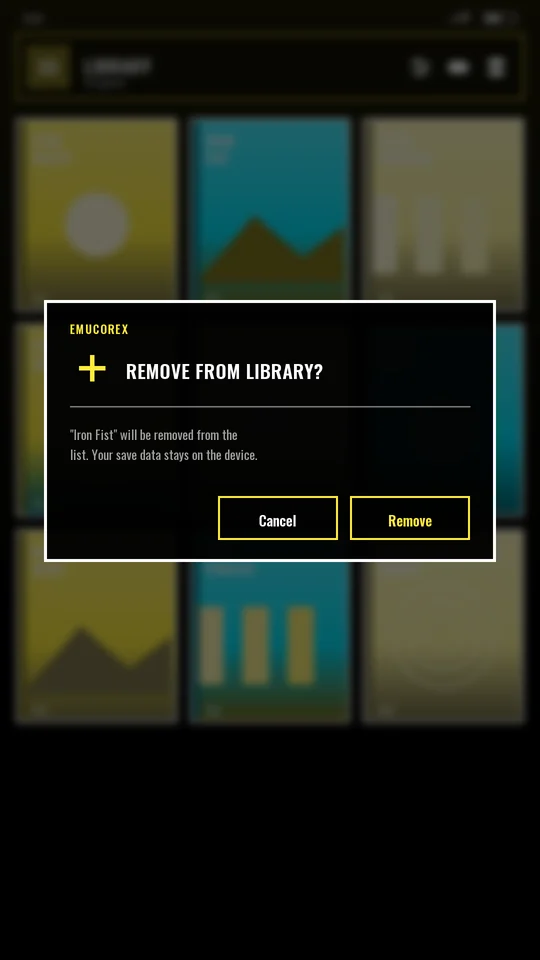 LIBRARY
EMUCOREX
REMOVE FROM LIBRARY?
"Iron Fist" will be removed from the
list. Your save data stays on the device.
Cancel
Remove